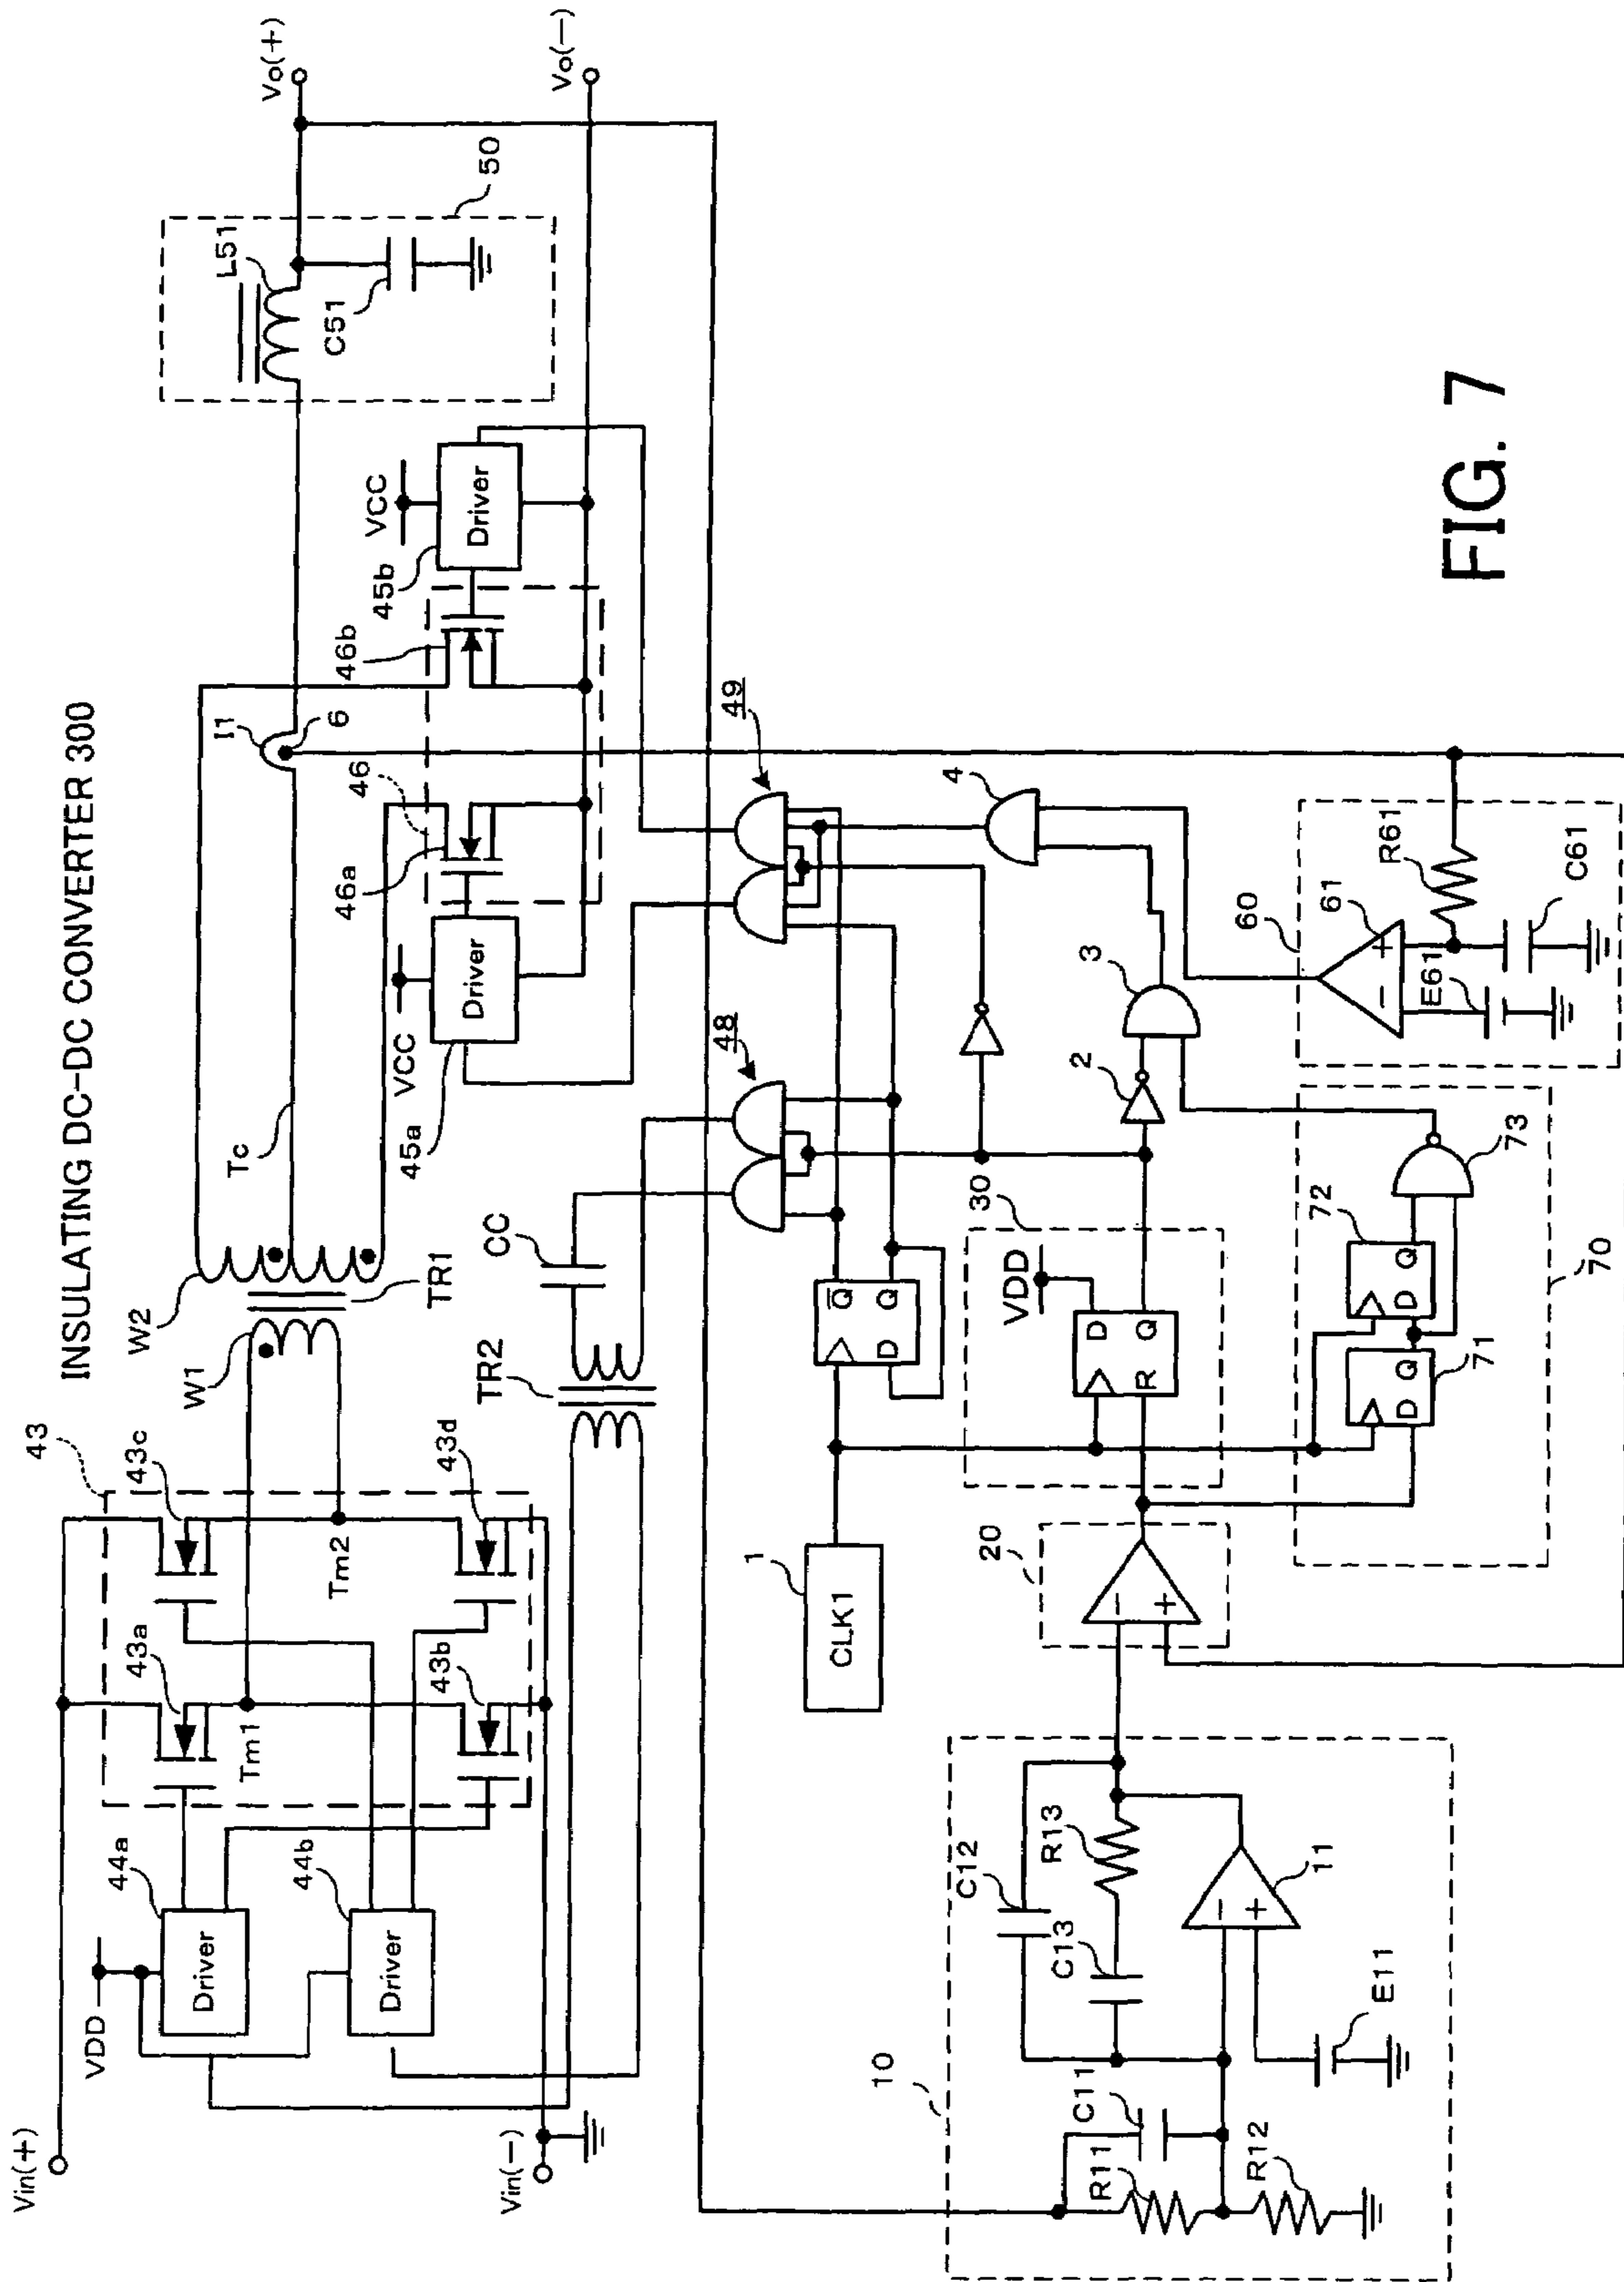 INSULATING DC-DC CONVERTER 300
Vin(+)
VDD
44a
Driver
44b
Driver
Vin(-)
43
43a
43c
Tm1
Tm2
43b
43d
W1
W2
TR1
TR2
CC
Tc
I1
6
VCC
45a
Driver
46
46a
46b
VCC
45b
Driver
L51
C51
50
Vo(+)
Vo(-)
48
49
1
CLK1
Q
D
Q
30
VDD
D
R
Q
20
-
+
2
3
4
70
71
D
Q
72
D
Q
73
60
61
+
-
E61
R61
C61
10
R11
C11
R12
C12
C13
R13
11
-
+
E11
FIG. 7